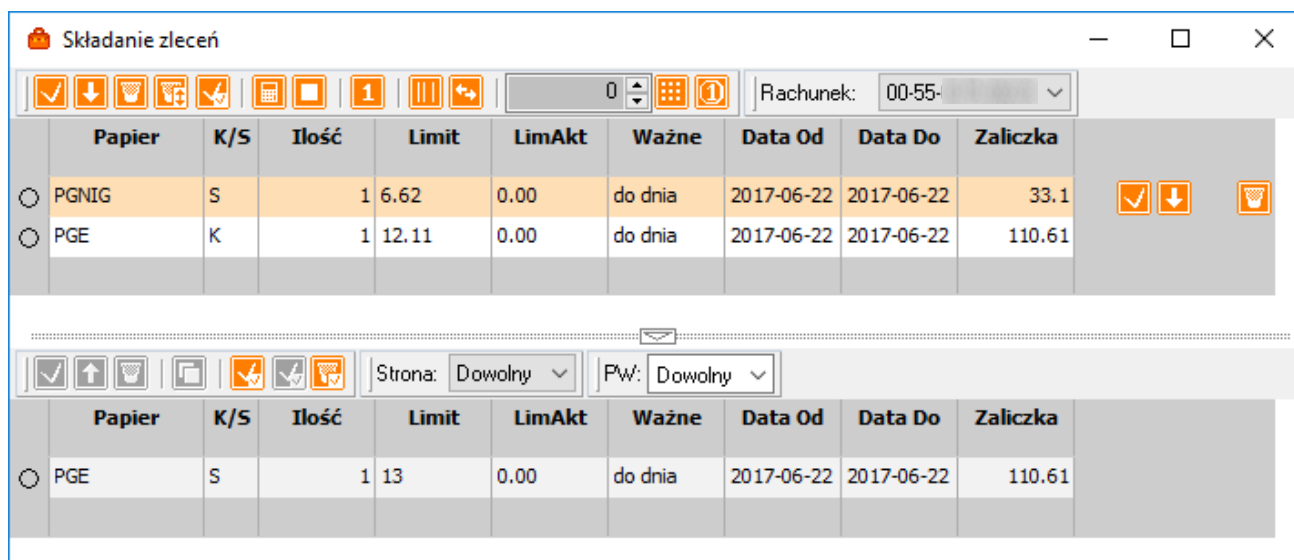 Składanie zleceń
1 0 1 Rachunek: 00-55-
Papier K/S Ilość Limit LimAkt Ważne Data Od Data Do Zaliczka
PGNIG S 1 6.62 0.00 do dnia 2017-06-22 2017-06-22 33.1
PGE K 1 12.11 0.00 do dnia 2017-06-22 2017-06-22 110.61
Strona: Dowolny PW: Dowolny
Papier K/S Ilość Limit LimAkt Ważne Data Od Data Do Zaliczka
PGE S 1 13 0.00 do dnia 2017-06-22 2017-06-22 110.61